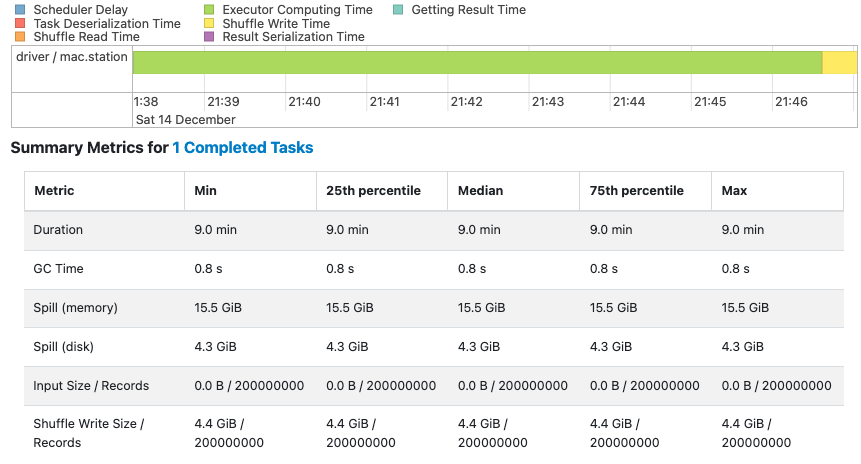 Scheduler Delay
Executor Computing Time
Getting Result Time
Task Deserialization Time
Shuffle Write Time
Shuffle Read Time
Result Serialization Time
driver / mac.station
1:38 21:39 21:40 21:41 21:42 21:43 21:44 21:45 21:46
Sat 14 December
Summary Metrics for 1 Completed Tasks
Metric Min 25th percentile Median 75th percentile Max
Duration 9.0 min 9.0 min 9.0 min 9.0 min 9.0 min
GC Time 0.8 s 0.8 s 0.8 s 0.8 s 0.8 s
Spill (memory) 15.5 GiB 15.5 GiB 15.5 GiB 15.5 GiB 15.5 GiB
Spill (disk) 4.3 GiB 4.3 GiB 4.3 GiB 4.3 GiB 4.3 GiB
Input Size / Records 0.0 B / 200000000 0.0 B / 200000000 0.0 B / 200000000 0.0 B / 200000000 0.0 B / 200000000
Shuffle Write Size / 4.4 GiB / 4.4 GiB / 4.4 GiB / 4.4 GiB / 4.4 GiB /
Records 200000000 200000000 200000000 200000000 200000000